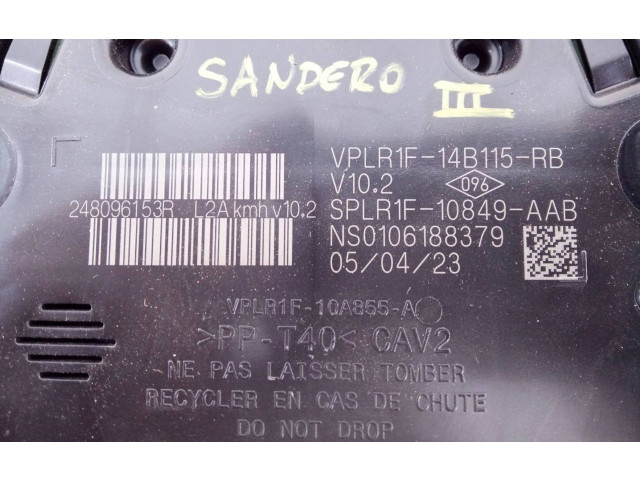 SANDERO III
VPLR1F-14B115-RB
V10.2 096
248096153R L2A kmh v10.2
SPLR1F-10849-AAB
NS0106188379
05/04/23
VPLR1F-10A855-A
>PP-T40< CAV2
NE PAS LAISSER TOMBER
RECYCLER EN CAS DE CHUTE
DO NOT DROP